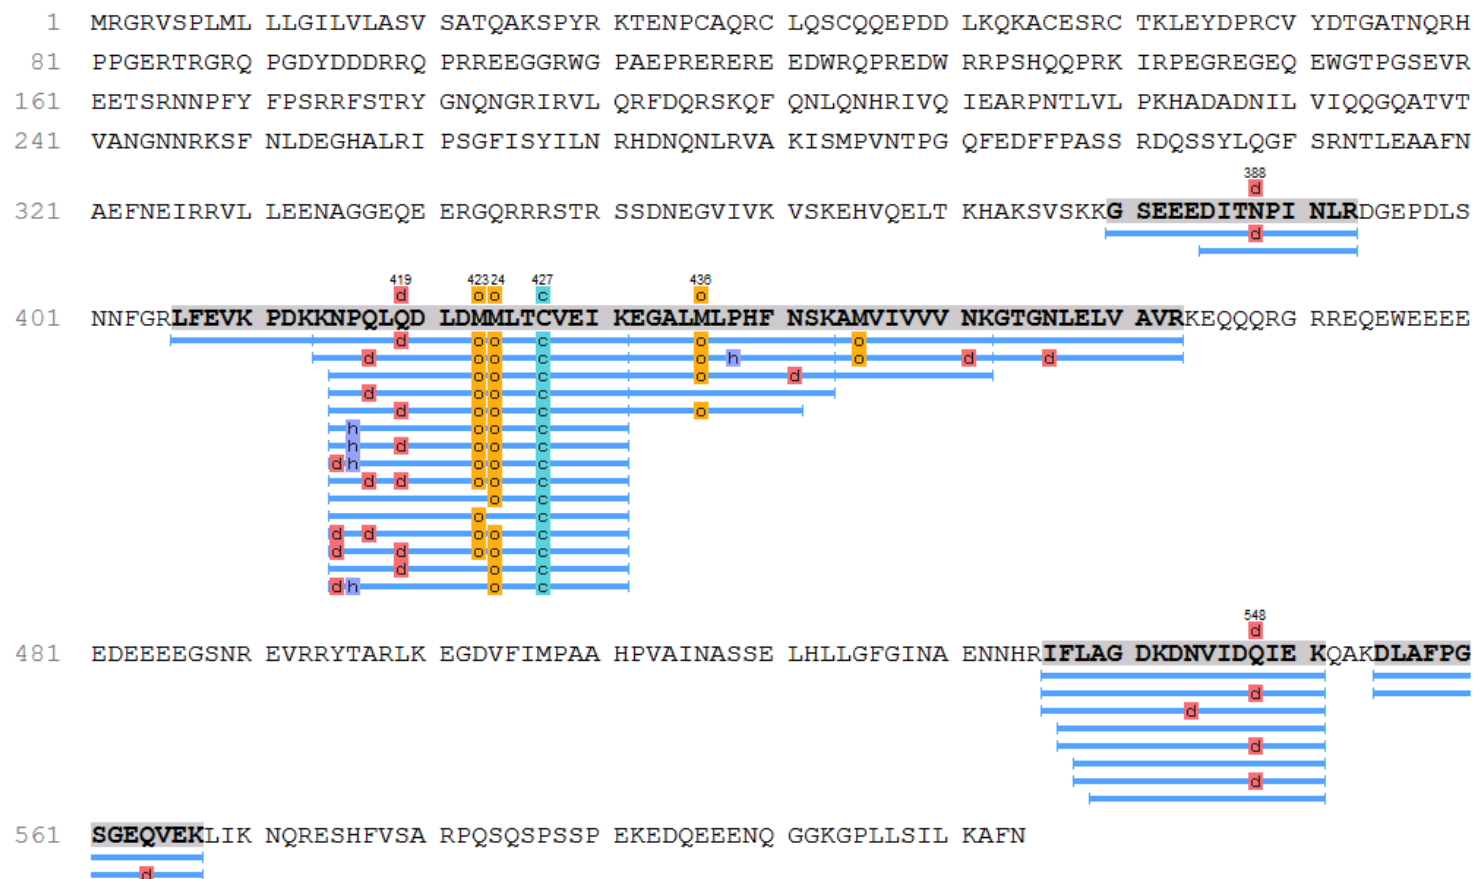 1 MRGRVSPLML LLGILVLASV SATQAKSPYR KTENPCAQRC LQSCQQEPDD LKQKACESRC TKLEYDPRCV YDTGATNQRH
81 PPGERTRGRQ PGDYDDDRRQ PRREEGGRWG PAEPRERERE EDWRQPREDW RRPSHQQPRK IRPEGREGEQ EWGTPGSEVR
161 EETSRNNPFY FPSRRFSTRY GNQNGRIRVL QRFDQRSKQF QNLQNHRIVQ IEARPNTLVL PKHADADNIL VIQQGQATVT
241 VANGNNRKSF NLDEGHALRI PSGFISYILN RHDNQNLRVA KISMPVNTPG QFEDFFPASS RDQSSYLQGF SRNTLEAAFN
388
d
321 AEFNEIRRVL LEENAGGEQE ERGQRRRSTR SSDNEGVIVK VSKEHVQELT KHAKSVSKKG SEEEDITNPI NLRDGEPDLS
d
419 423 24 427 436
d o o c o
401 NNFGRLFEVK PDKKNPQLQD LDMMLTCVEI KEGALMLPHF NSKAMVIVVV NKGTGNLELV AVRKEQQQRG RREQEWEEEE
d o o c o o
d o o c o h o d d
o o c o d
d o o c
d o o c o
h o o c
h d o o c
d h o o c
d d o o c
o c
o c
d d o o c
d d o o c
d o c
d h o c
548
d
481 EDEEEEGSNR EVRRYTARLK EGDVFIMPAA HPVAINASSE LHLLGFGINA ENNHRIFLAG DKDNVIDQIE KQAKDLAFPG
d
d
d
d
561 SGEQVEKLIK NQRESHFVSA RPQSQSPSSP EKEDQEEENQ GGKGPLLSIL KAFN
d